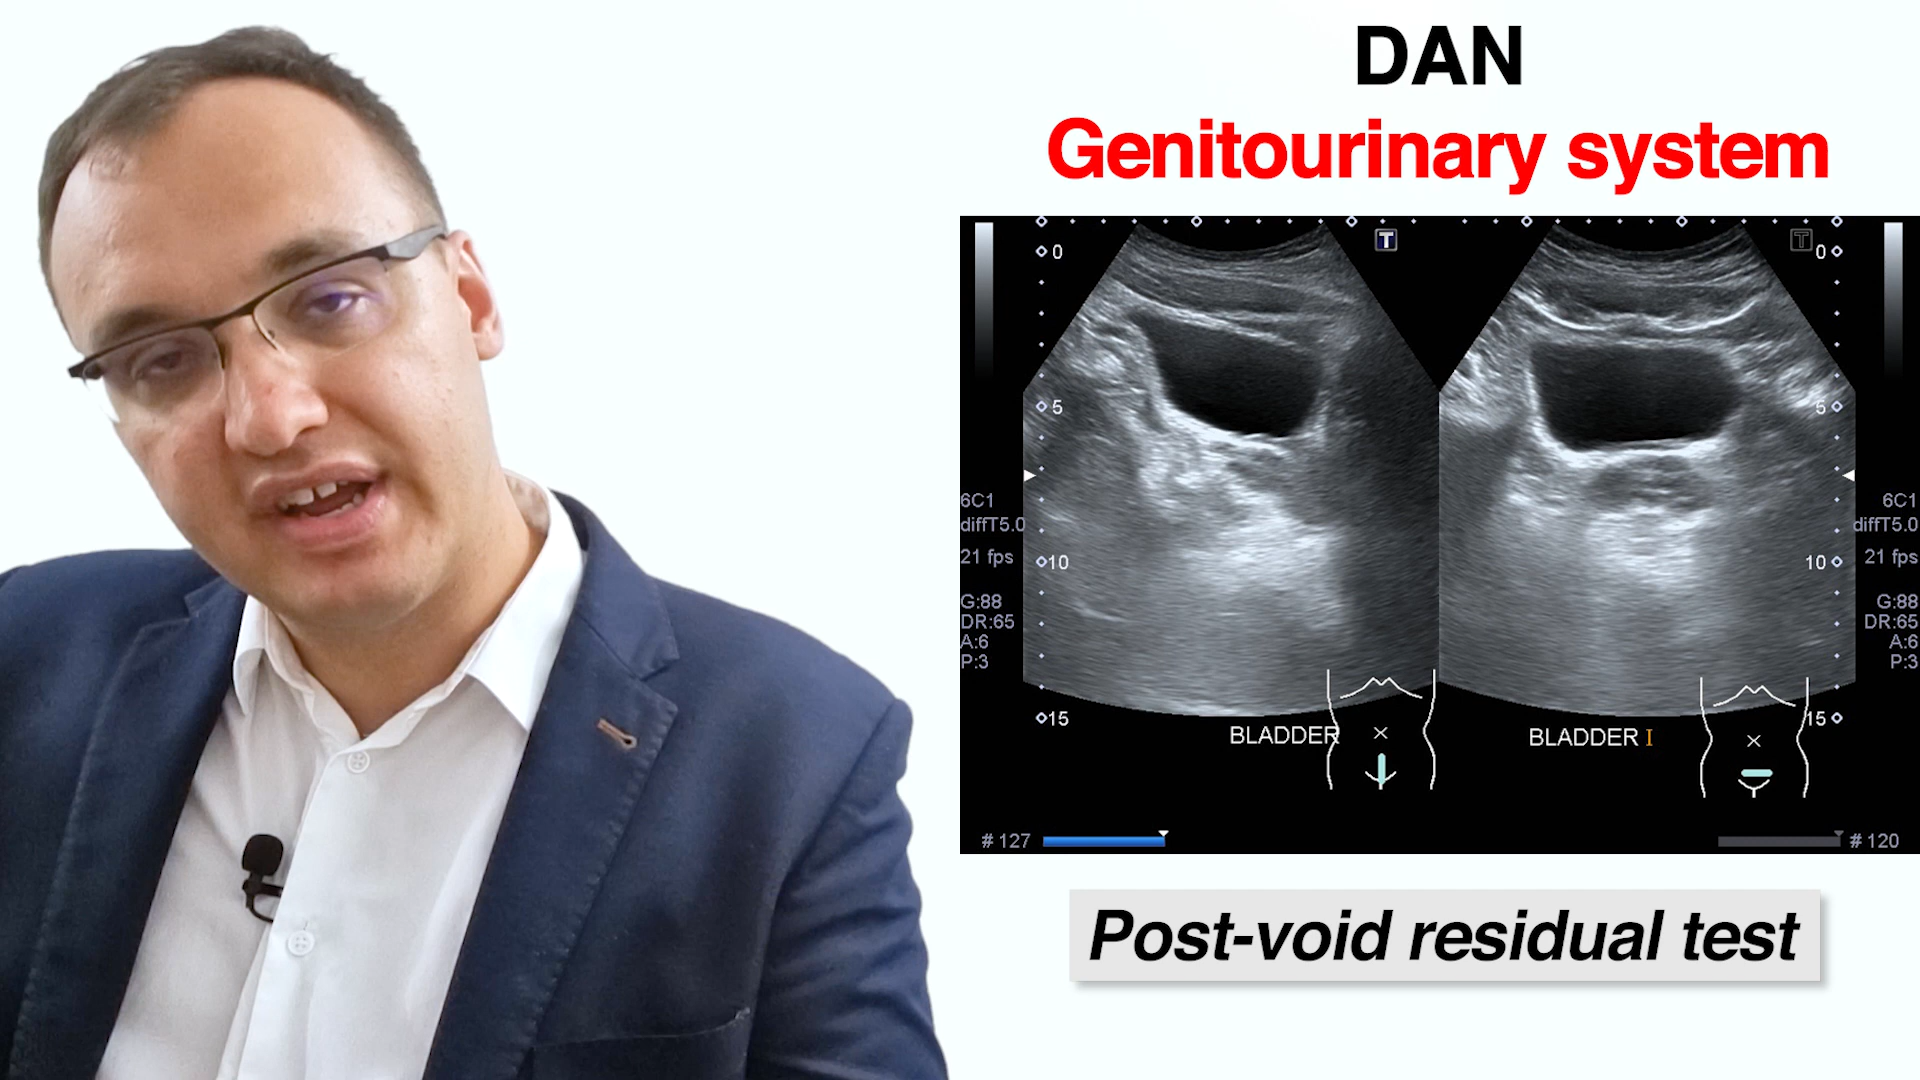 DAN
Genitourinary system
T
T
0
0
5
5
6C1
diffT5.0
21 fps
6C1
diffT5.0
21 fps
10
10
G:88
DR:65
A:6
P:3
G:88
DR:65
A:6
P:3
15
15
BLADDER
BLADDER I
# 127
# 120
Post-void residual test